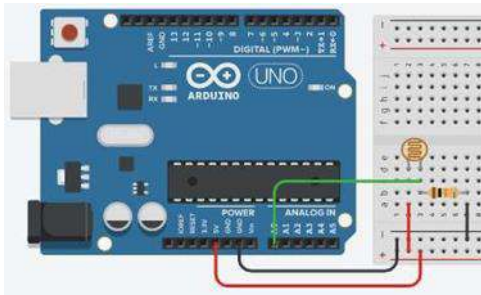 AREF
GND
13
12
~11
~10
~9
8
7
~6
~5
4
~3
2
TX→1
RX←0
DIGITAL (PWM~)
L
TX
RX
UNO
ON
ARDUINO
IOREF
RESET
3.3V
5V
GND
GND
Vin
POWER
ANALOG IN
A0
A1
A2
A3
A4
A5
j
i
h
g
f
e
d
c
b
a